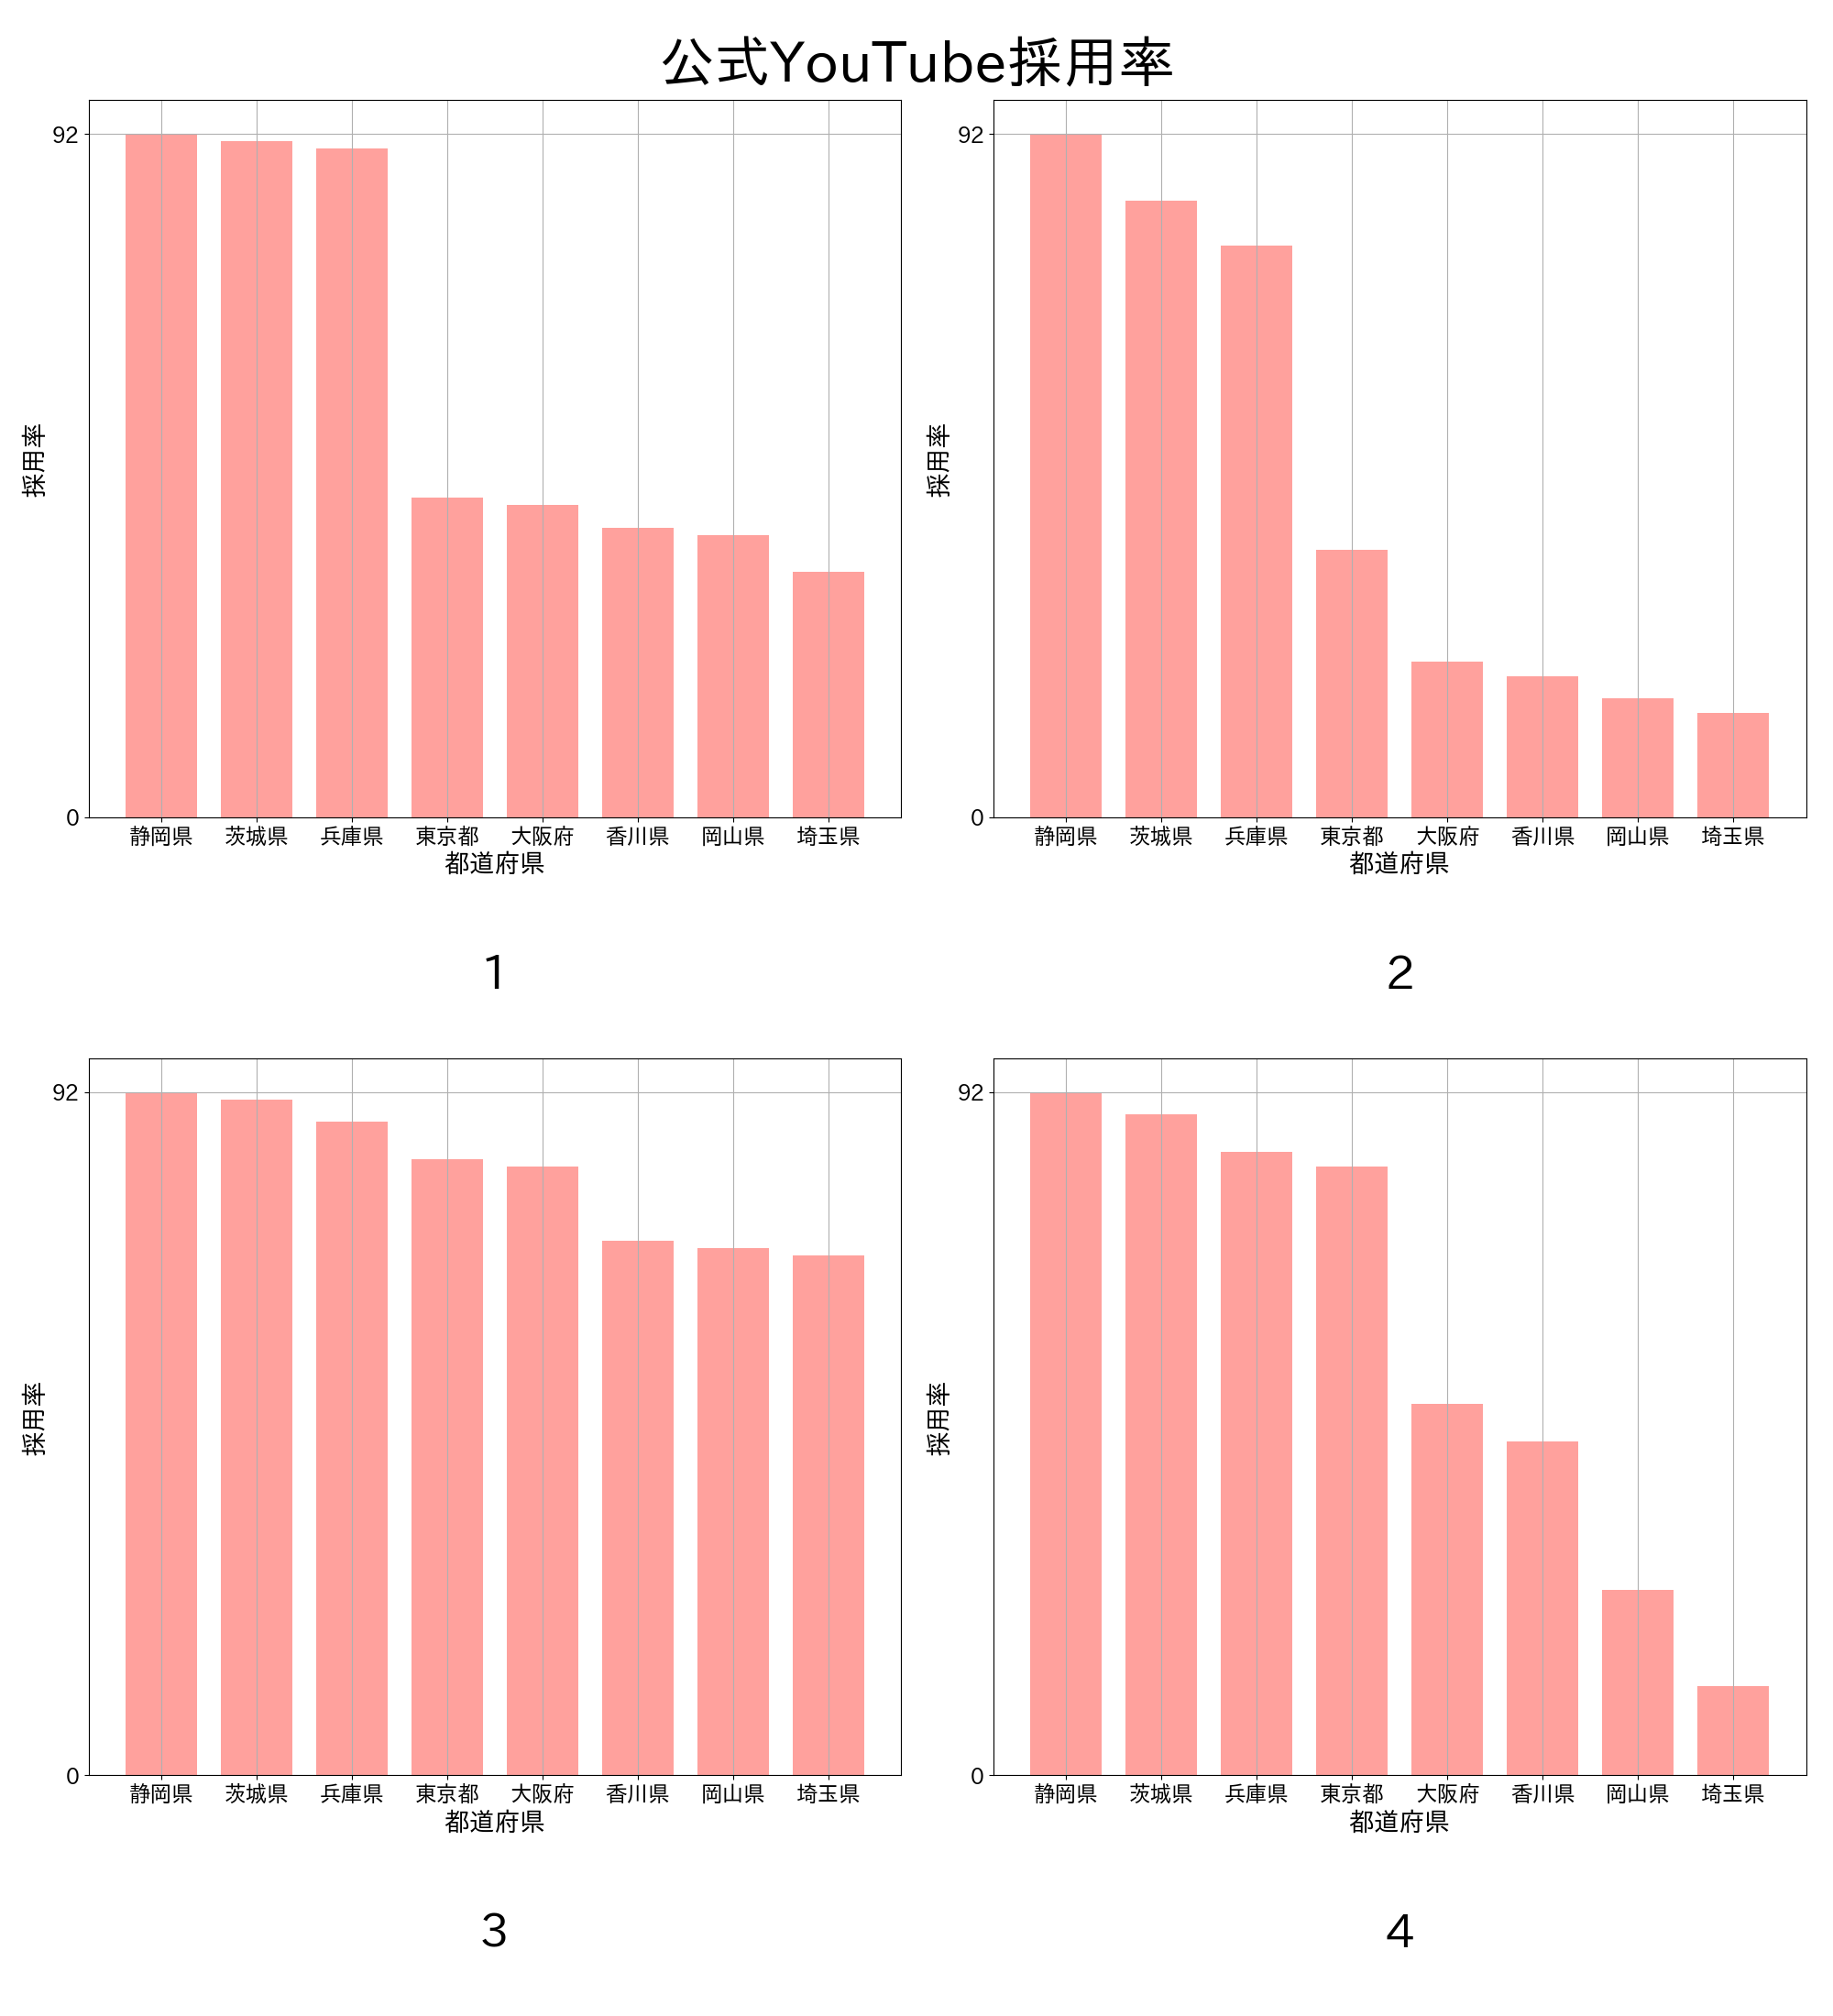 公式YouTube採用率
92
0
採用率
静岡県 茨城県 兵庫県 東京都 大阪府 香川県 岡山県 埼玉県
都道府県
1
92
0
採用率
静岡県 茨城県 兵庫県 東京都 大阪府 香川県 岡山県 埼玉県
都道府県
2
92
0
採用率
静岡県 茨城県 兵庫県 東京都 大阪府 香川県 岡山県 埼玉県
都道府県
3
92
0
採用率
静岡県 茨城県 兵庫県 東京都 大阪府 香川県 岡山県 埼玉県
都道府県
4